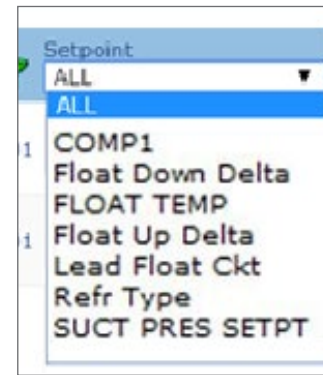 Setpoint
ALL
ALL
COMP1
Float Down Delta
FLOAT TEMP
Float Up Delta
Lead Float Ckt
Refr Type
SUCT PRES SETPT